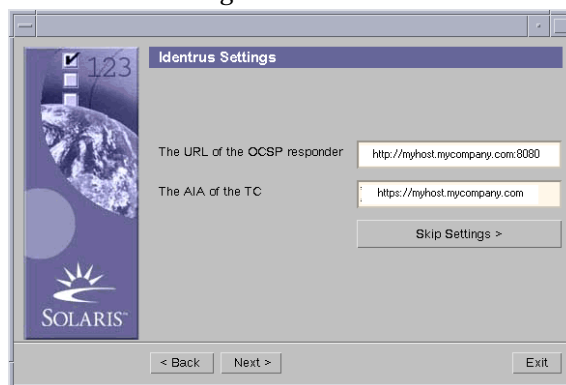 123
Identrus Settings
The URL of the OCSP responder
http://myhost.mycompany.com:8080
The AIA of the TC
https://myhost.mycompany.com
Skip Settings >
SOLARIS™
< Back
Next >
Exit